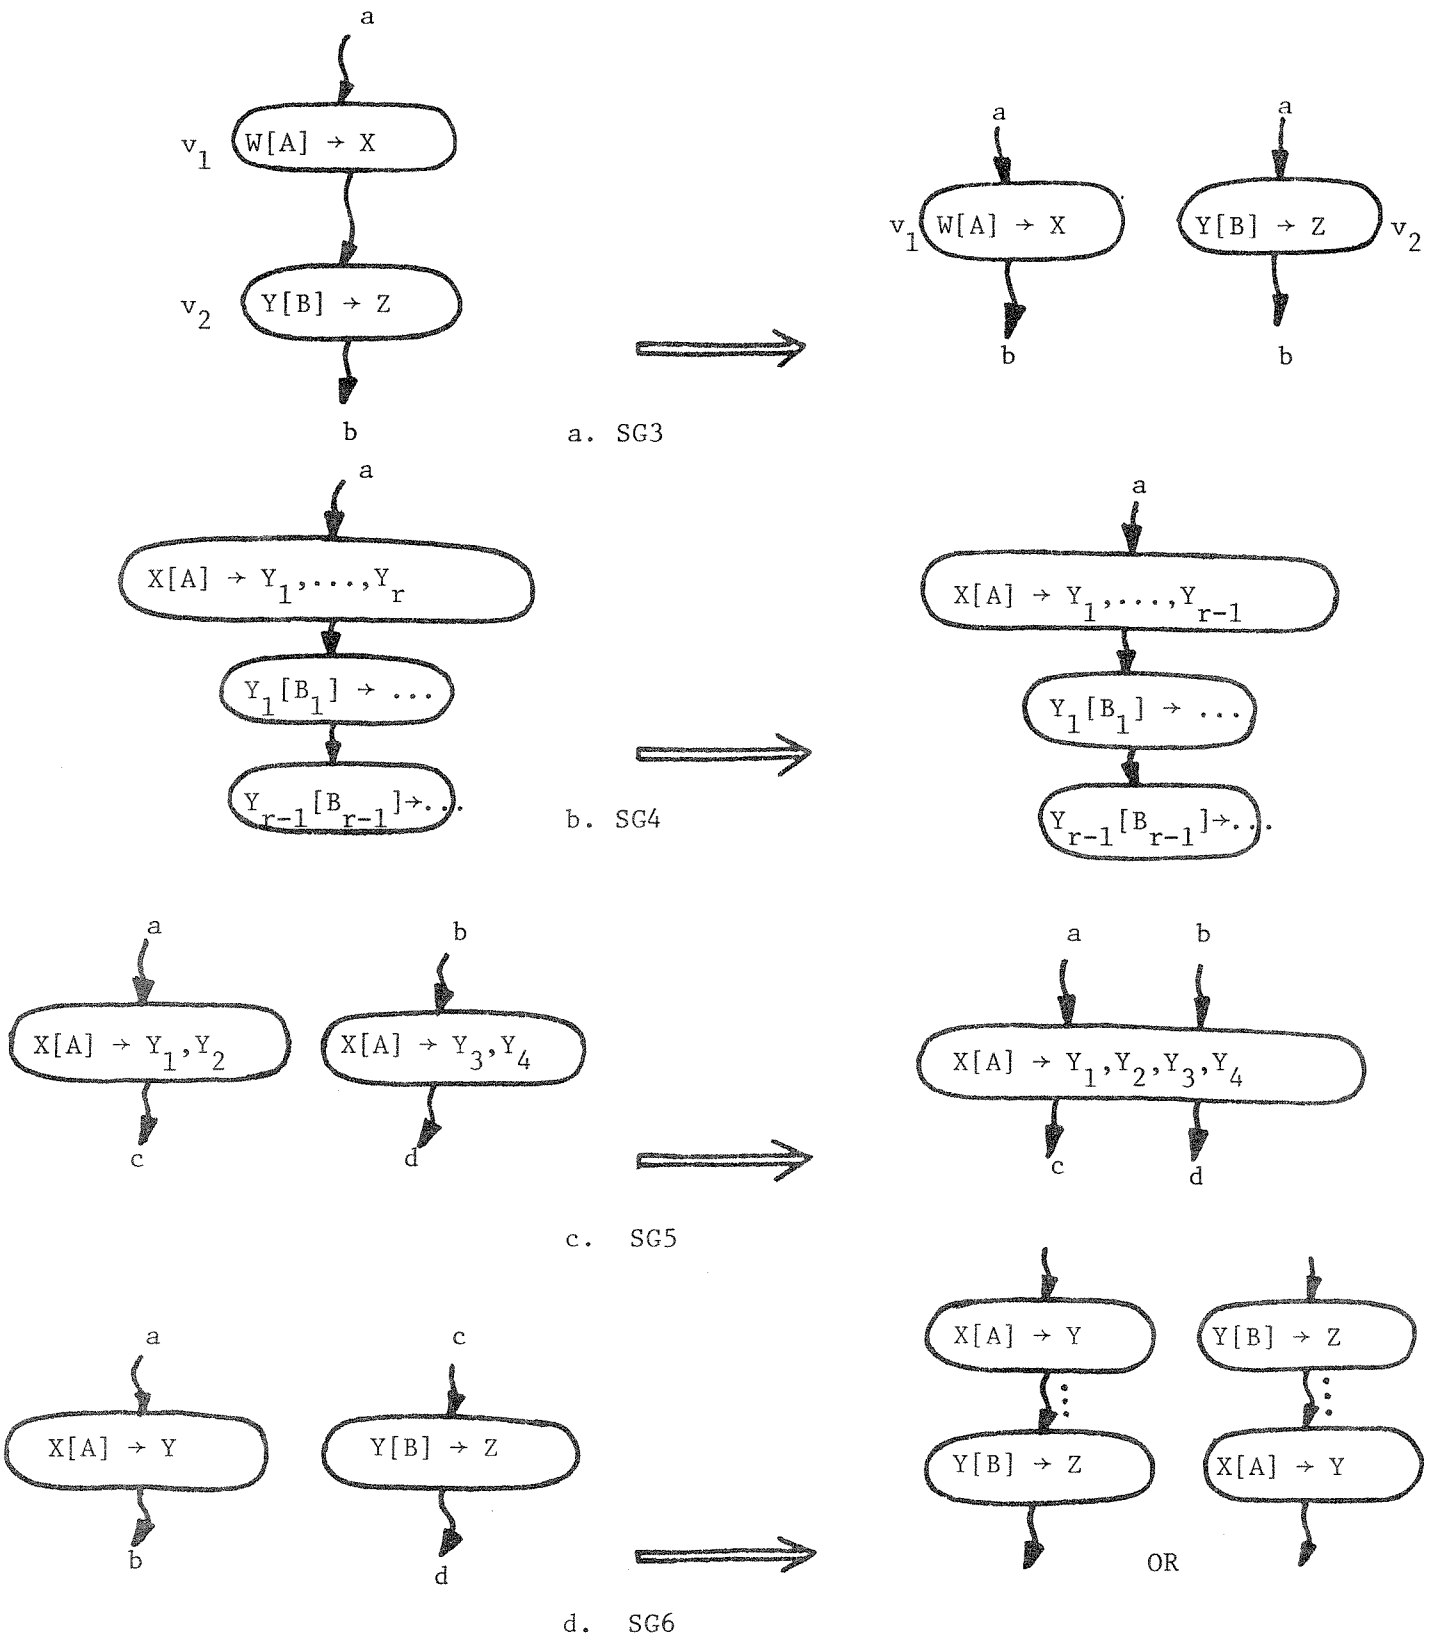 a
v1 W[A] → X
v2 Y[B] → Z
b
a
a
v1 W[A] → X
Y[B] → Z v2
b
b
a. SG3
a
X[A] → Y1,...,Yr
Y1[B1] → ...
Yr-1[Br-1]→...
a
X[A] → Y1,...,Yr-1
Y1[B1] → ...
Yr-1[Br-1]→...
b. SG4
a
b
X[A] → Y1,Y2
X[A] → Y3,Y4
c
d
a
b
X[A] → Y1,Y2,Y3,Y4
c
d
c. SG5
a
c
X[A] → Y
Y[B] → Z
b
d
X[A] → Y
Y[B] → Z
Y[B] → Z
X[A] → Y
OR
d. SG6